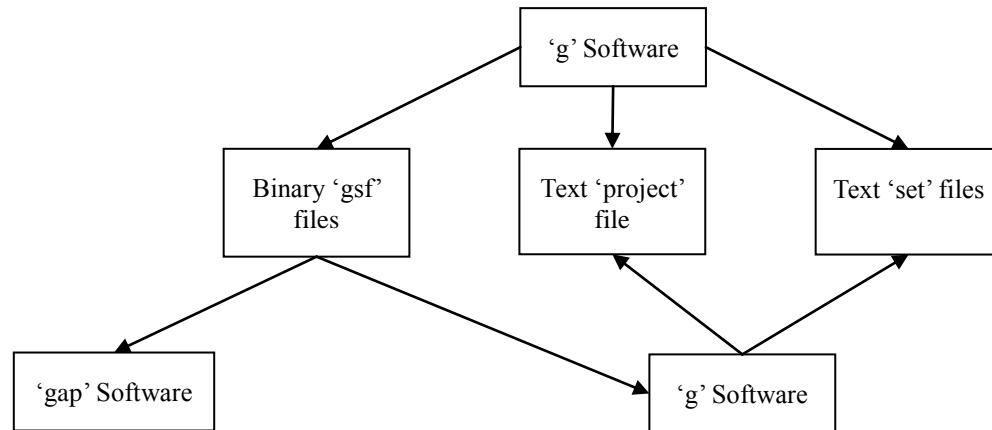 ‘g’ Software
Binary ‘gsf’
files
Text ‘project’
file
Text ‘set’ files
‘gap’ Software
‘g’ Software